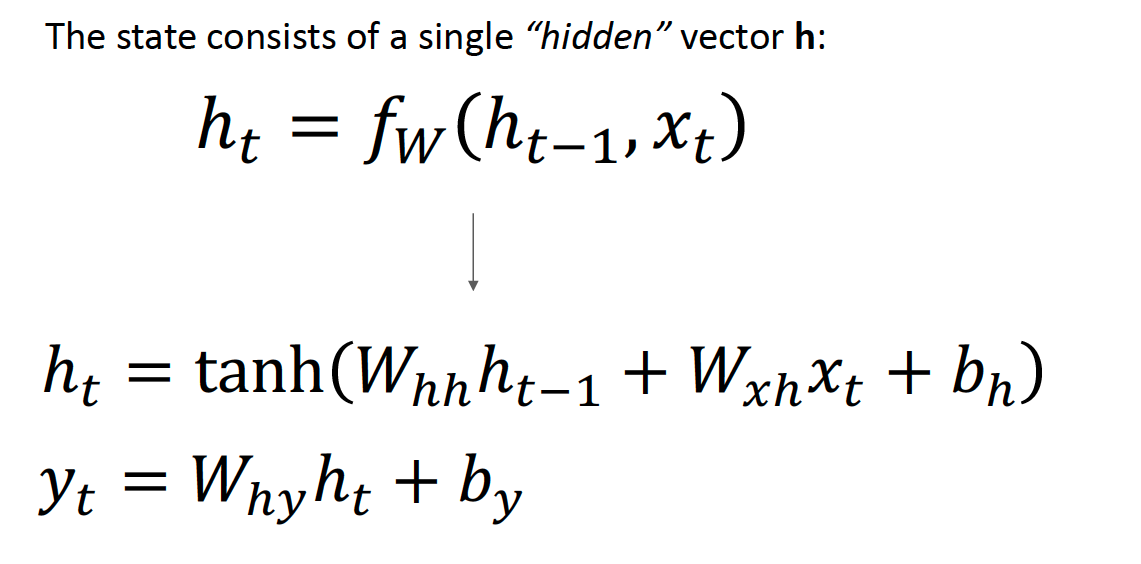 The state consists of a single “hidden” vector h:
h_t = f_W(h_{t−1}, x_t)
h_t = tanh(W_{hh}h_{t−1} + W_{xh}x_t + b_h)
y_t = W_{hy}h_t + b_y